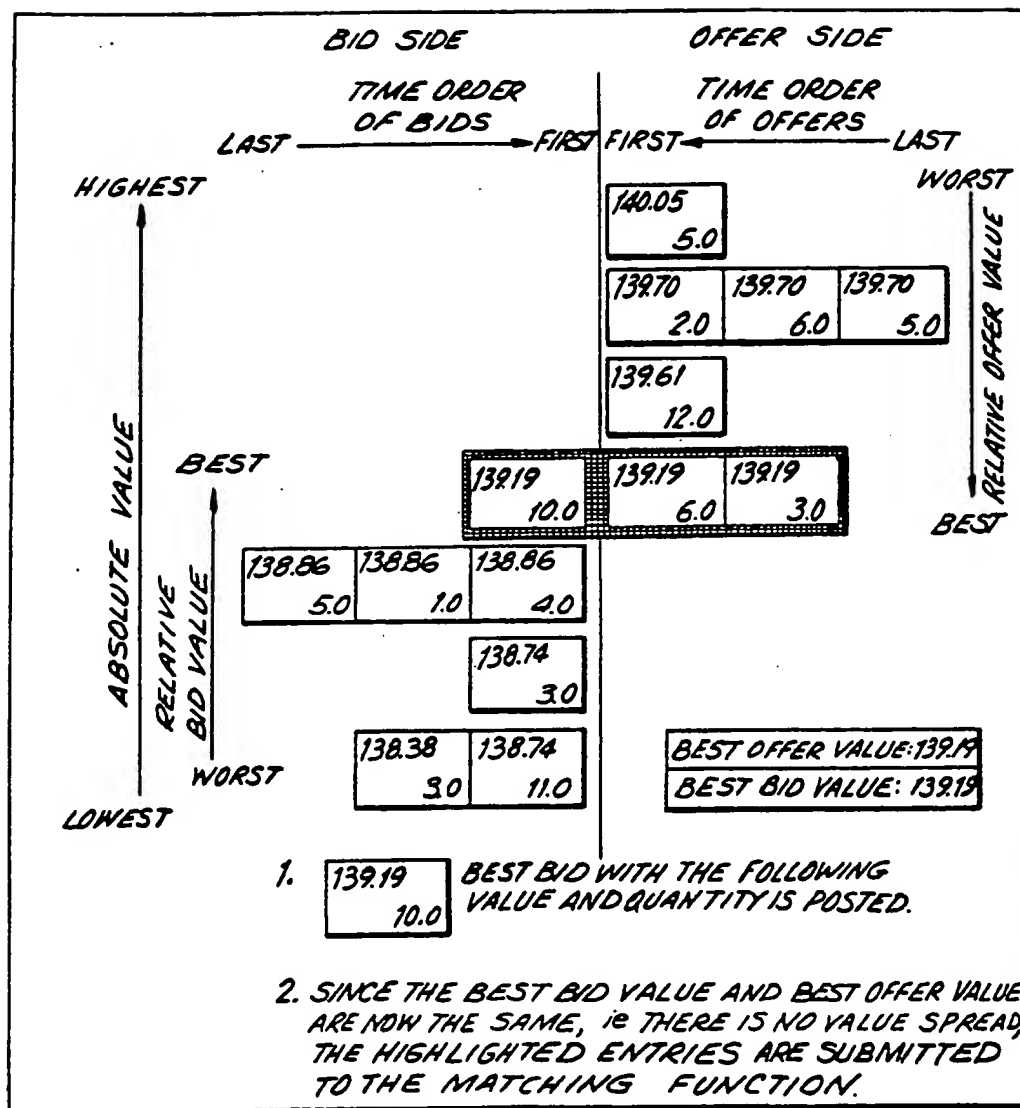 BID SIDE
OFFER SIDE
TIME ORDER
OF BIDS
TIME ORDER
OF OFFERS
LAST
FIRST
FIRST
LAST
HIGHEST
WORST
140.05
5.0
139.70 139.70 139.70
2.0 6.0 5.0
139.61
12.0
RELATIVE OFFER VALUE
ABSOLUTE VALUE
BEST
139.19 139.19 139.19
10.0 6.0 3.0
BEST
138.86 138.86 138.86
5.0 1.0 4.0
RELATIVE
BID VALUE
138.74
3.0
138.38 138.74
3.0 11.0
WORST
LOWEST
BEST OFFER VALUE: 139.19
BEST BID VALUE: 139.19
1. 139.19
10.0
BEST BID WITH THE FOLLOWING
VALUE AND QUANTITY IS POSTED.
2. SINCE THE BEST BID VALUE AND BEST OFFER VALUE
ARE NOW THE SAME, ie THERE IS NO VALUE SPREAD,
THE HIGHLIGHTED ENTRIES ARE SUBMITTED
TO THE MATCHING FUNCTION.